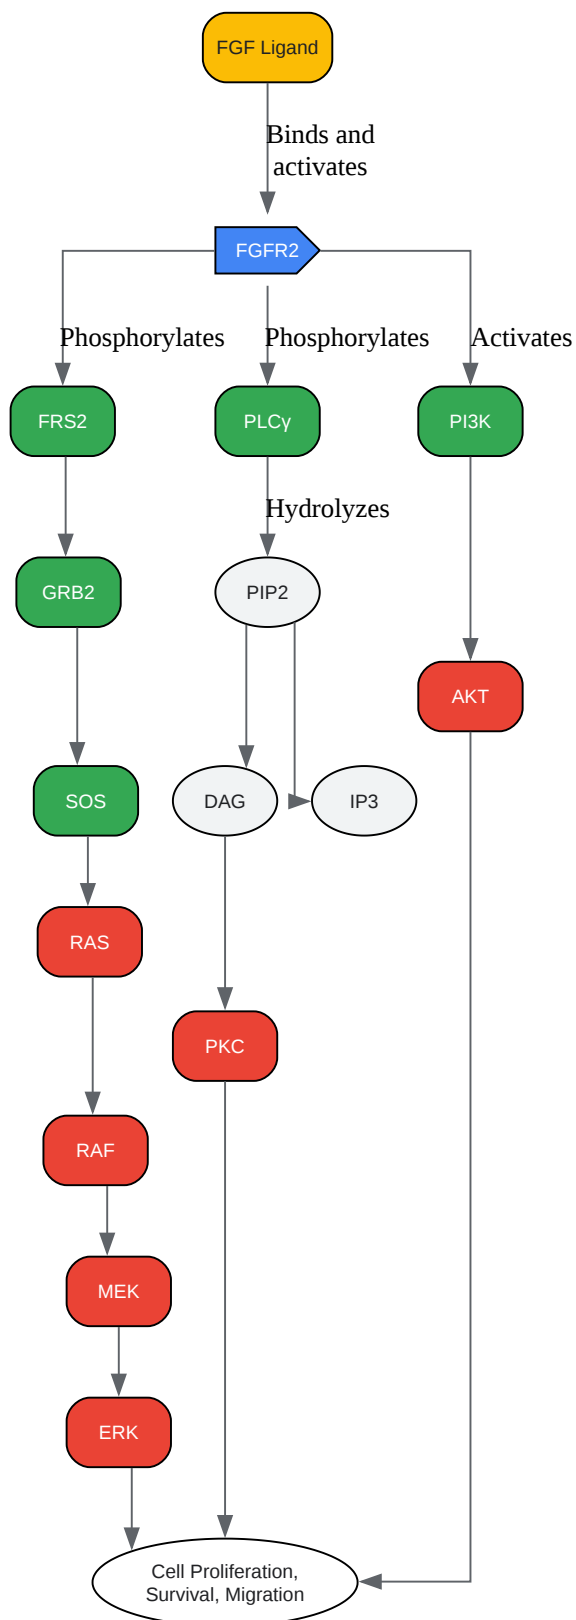 FGF Ligand
Binds and
activates
FGFR2
Phosphorylates
Phosphorylates
Activates
FRS2
PLCγ
PI3K
Hydrolyzes
GRB2
PIP2
AKT
SOS
DAG
IP3
RAS
PKC
RAF
MEK
ERK
Cell Proliferation,
Survival, Migration